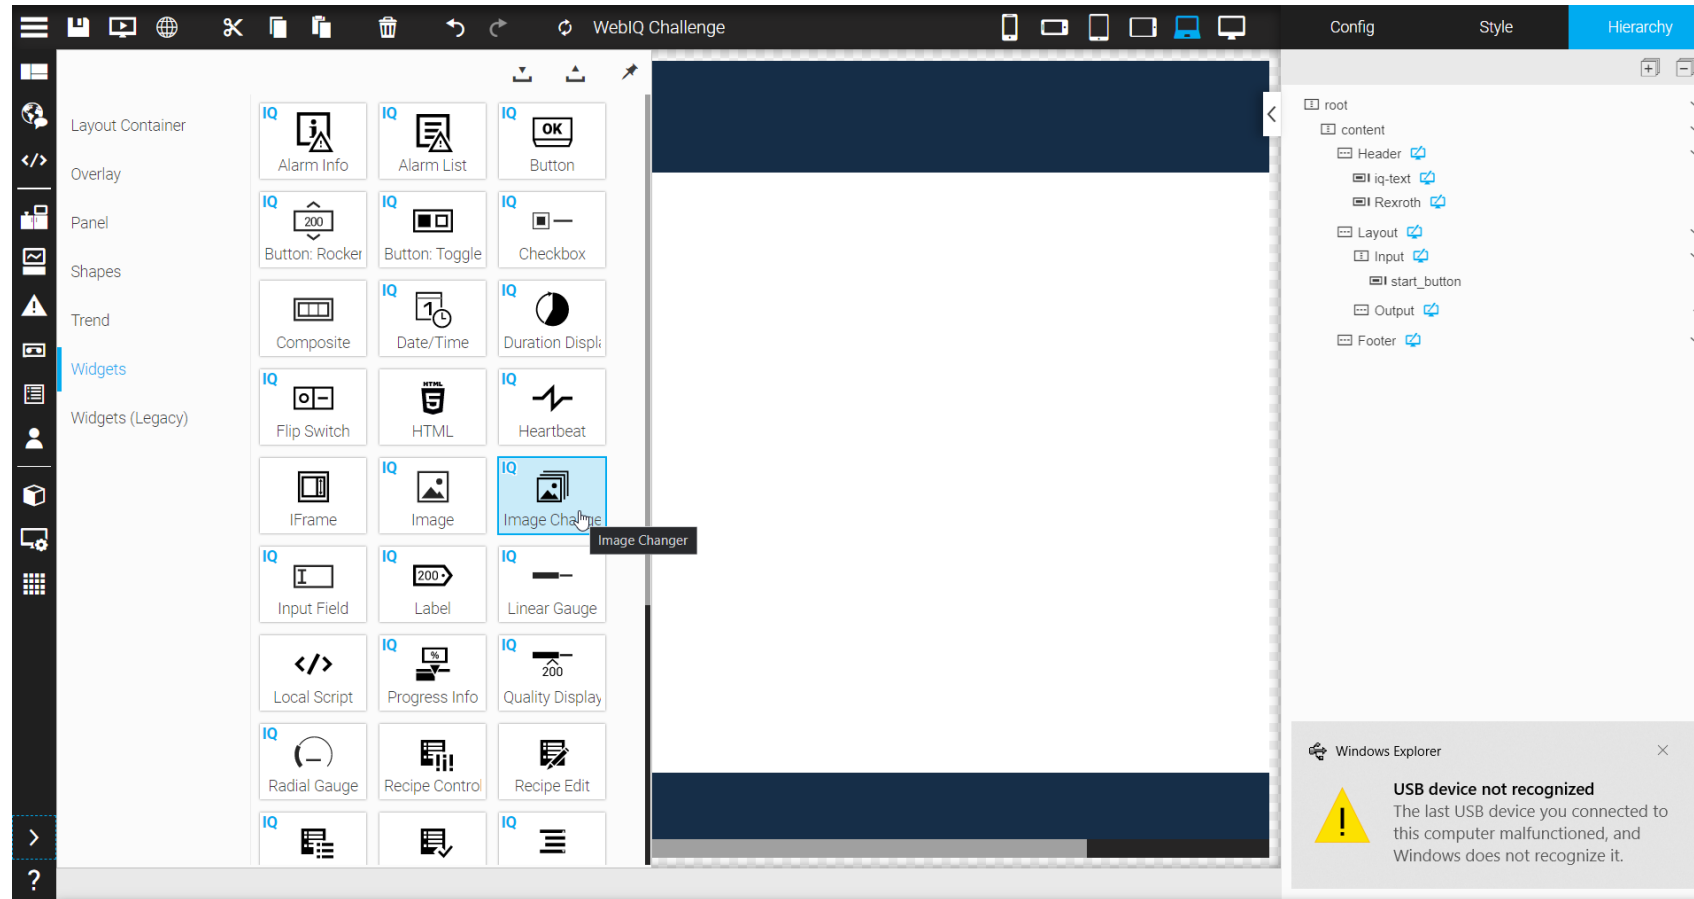 WebIQ Challenge
Config
Style
Hierarchy
Layout Container
Overlay
Panel
Shapes
Trend
Widgets
Widgets (Legacy)
IQ
Alarm Info
IQ
Alarm List
IQ
OK
Button
IQ
200
Button: Rocker
IQ
Button: Toggle
IQ
Checkbox
Composite
IQ
1
Date/Time
IQ
Duration Displa
IQ
Flip Switch
HTML
5
HTML
IQ
Heartbeat
IFrame
IQ
Image
IQ
Image Change
Image Changer
IQ
I
Input Field
IQ
200
Label
IQ
Linear Gauge
</>
Local Script
IQ
%
Progress Info
IQ
200
Quality Display
IQ
Radial Gauge
Recipe Control
Recipe Edit
IQ
IQ
</>
?
root
content
Header
iq-text
Rexroth
Layout
Input
start_button
Output
Footer
Windows Explorer
USB device not recognized
The last USB device you connected to
this computer malfunctioned, and
Windows does not recognize it.